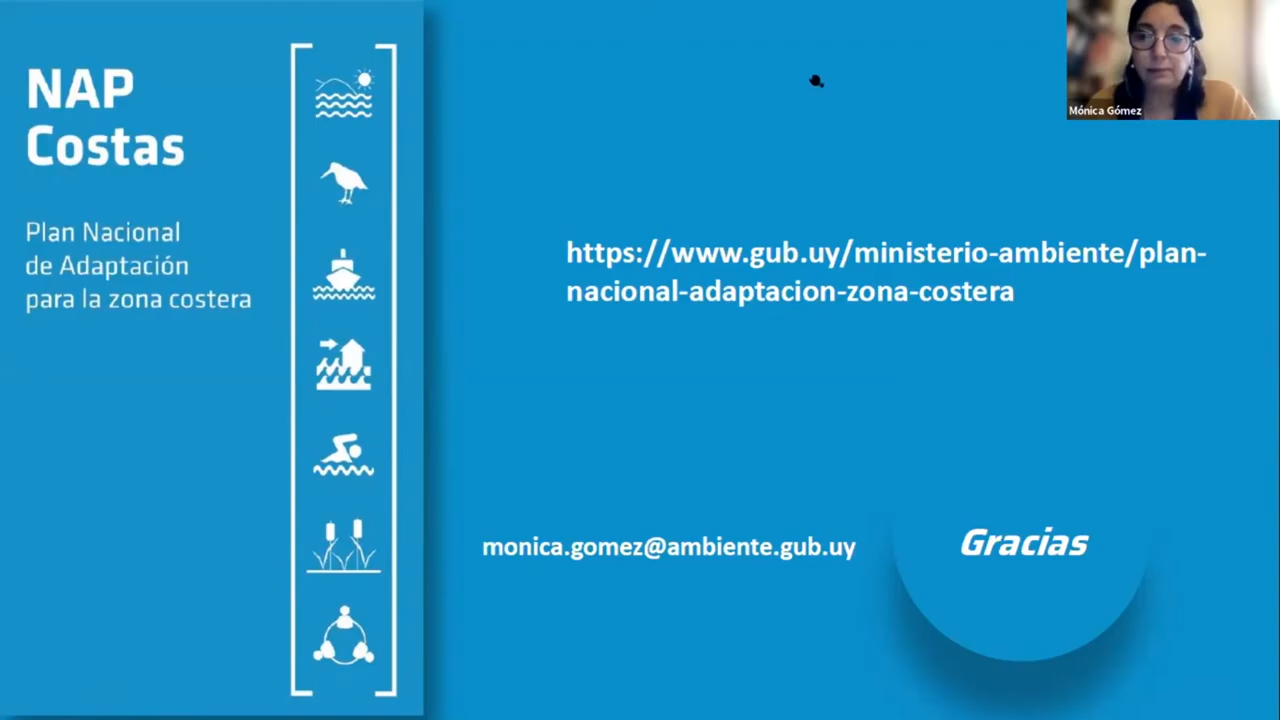 NAP
Costas
Plan Nacional
de Adaptación
para la zona costera
Mónica Gómez
https://www.gub.uy/ministerio-ambiente/plan-
nacional-adaptacion-zona-costera
monica.gomez@ambiente.gub.uy
Gracias